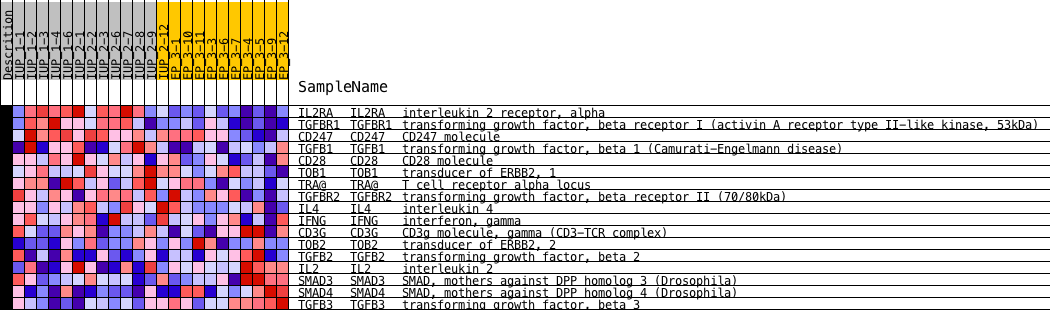 Descrition
IUP_1-1
IUP_1-2
IUP_1-3
IUP_1-4
IUP_1-6
IUP_2-1
IUP_2-2
IUP_2-3
IUP_2-6
IUP_2-7
IUP_2-8
IUP_2-9
IUP_2-12
EP_3-1
EP_3-10
EP_3-11
EP_3-3
EP_3-6
EP_3-7
EP_3-4
EP_3-5
EP_3-9
EP_3-12
SampleName
IL2RA IL2RA interleukin 2 receptor, alpha
TGFBR1 TGFBR1 transforming growth factor, beta receptor I (activin A receptor type II-like kinase, 53kDa)
CD247 CD247 CD247 molecule
TGFB1 TGFB1 transforming growth factor, beta 1 (Camurati-Engelmann disease)
CD28 CD28 CD28 molecule
TOB1 TOB1 transducer of ERBB2, 1
TRA@ TRA@ T cell receptor alpha locus
TGFBR2 TGFBR2 transforming growth factor, beta receptor II (70/80kDa)
IL4 IL4 interleukin 4
IFNG IFNG interferon, gamma
CD3G CD3G CD3g molecule, gamma (CD3-TCR complex)
TOB2 TOB2 transducer of ERBB2, 2
TGFB2 TGFB2 transforming growth factor, beta 2
IL2 IL2 interleukin 2
SMAD3 SMAD3 SMAD, mothers against DPP homolog 3 (Drosophila)
SMAD4 SMAD4 SMAD, mothers against DPP homolog 4 (Drosophila)
TGFB3 TGFB3 transforming growth factor, beta 3